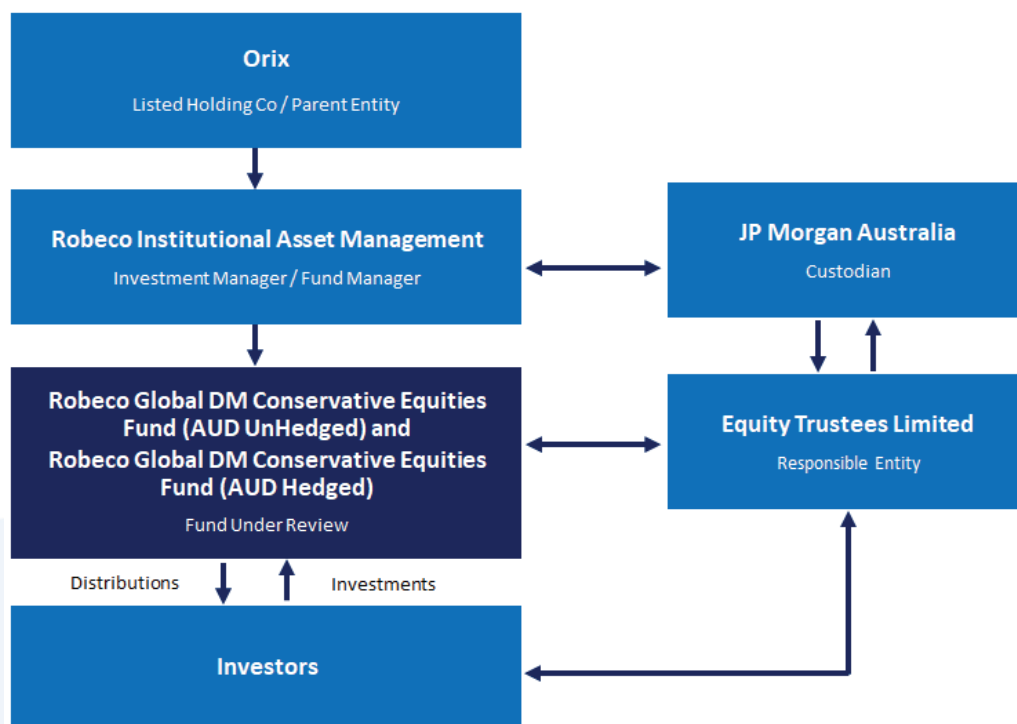 Orix
Listed Holding Co / Parent Entity
Robeco Institutional Asset Management
Investment Manager / Fund Manager
JP Morgan Australia
Custodian
Robeco Global DM Conservative Equities
Fund (AUD UnHedged) and
Robeco Global DM Conservative Equities
Fund (AUD Hedged)
Fund Under Review
Equity Trustees Limited
Responsible Entity
Distributions
Investments
Investors